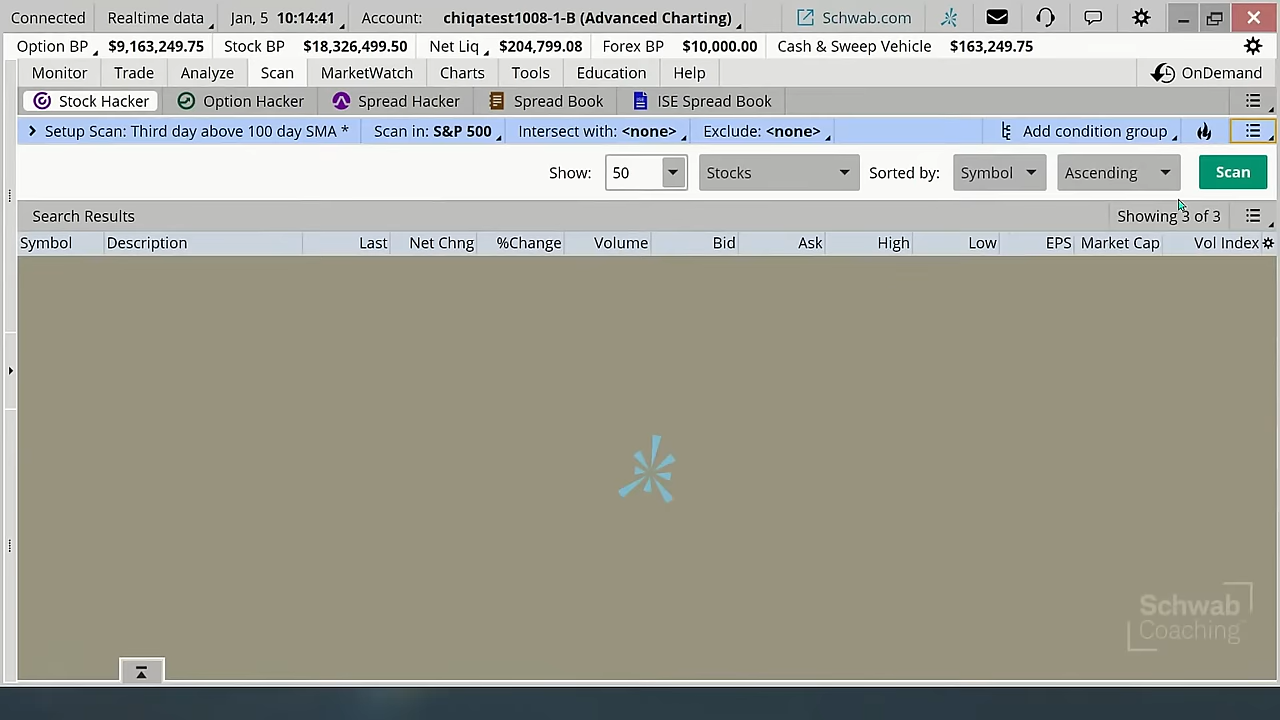 Connected Realtime data Jan, 5 10:14:41 Account: chiqatest1008-1-B (Advanced Charting) Schwab.com
Option BP $9,163,249.75 Stock BP $18,326,499.50 Net Liq $204,799.08 Forex BP $10,000.00 Cash & Sweep Vehicle $163,249.75
Monitor Trade Analyze Scan MarketWatch Charts Tools Education Help OnDemand
Stock Hacker Option Hacker Spread Hacker Spread Book ISE Spread Book
Setup Scan: Third day above 100 day SMA * Scan in: S&P 500 Intersect with: <none> Exclude: <none> Add condition group
Show: 50 Stocks Sorted by: Symbol Ascending Scan
Search Results Showing 3 of 3
Symbol Description Last Net Chng %Change Volume Bid Ask High Low EPS Market Cap Vol Index
Schwab
Coaching